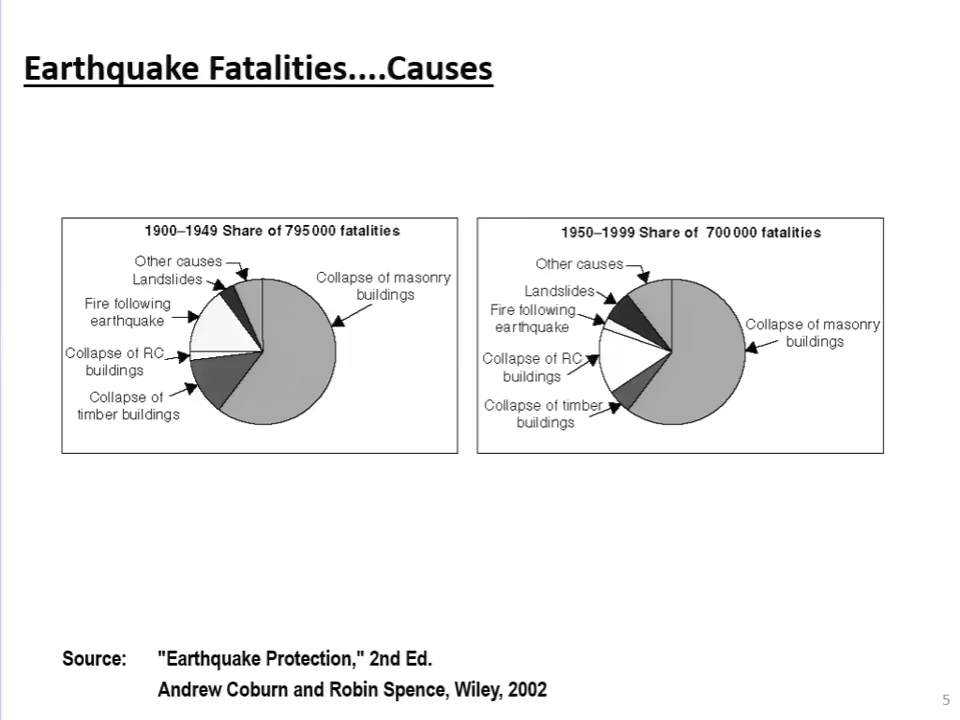 Earthquake Fatalities....Causes
1900–1949 Share of 795 000 fatalities
Other causes
Landslides
Collapse of masonry
buildings
Fire following
earthquake
Collapse of RC
buildings
Collapse of
timber buildings
1950–1999 Share of 700 000 fatalities
Other causes
Landslides
Fire following
earthquake
Collapse of masonry
buildings
Collapse of RC
buildings
Collapse of timber
buildings
Source: "Earthquake Protection," 2nd Ed.
Andrew Coburn and Robin Spence, Wiley, 2002
5